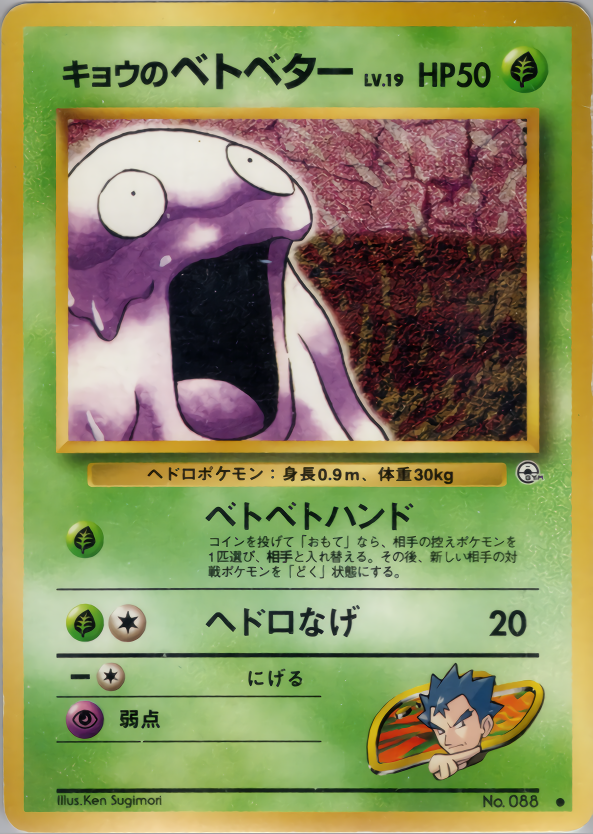 キョウのベトベター LV.19 HP50
ヘドロポケモン：身長0.9m、体重30kg
GYM
ベトベトハンド
コインを投げて「おもて」なら、相手の控えポケモンを
1匹選び、相手と入れ替える。その後、新しい相手の対
戦ポケモンを「どく」状態にする。
ヘドロなげ 20
にげる
弱点
Illus.Ken Sugimori No. 088